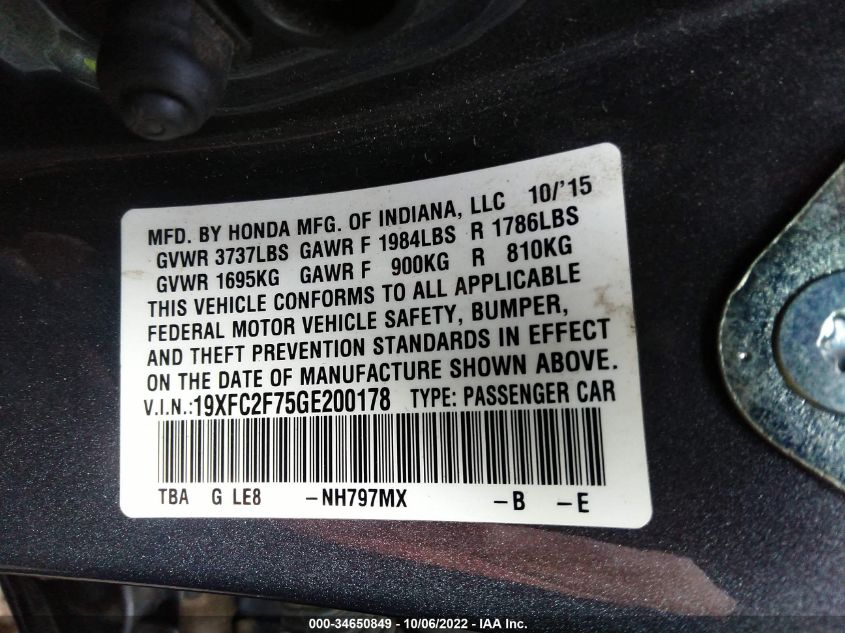 MFD. BY HONDA MFG. OF INDIANA, LLC 10/'15
GVWR 3737LBS GAWR F 1984LBS R 1786LBS
GVWR 1695KG GAWR F 900KG R 810KG
THIS VEHICLE CONFORMS TO ALL APPLICABLE
FEDERAL MOTOR VEHICLE SAFETY, BUMPER,
AND THEFT PREVENTION STANDARDS IN EFFECT
ON THE DATE OF MANUFACTURE SHOWN ABOVE.
V.I.N.:19XFC2F75GE200178 TYPE: PASSENGER CAR
TBA G LE8 -NH797MX -B -E
000-34650849 - 10/06/2022 - IAA Inc.